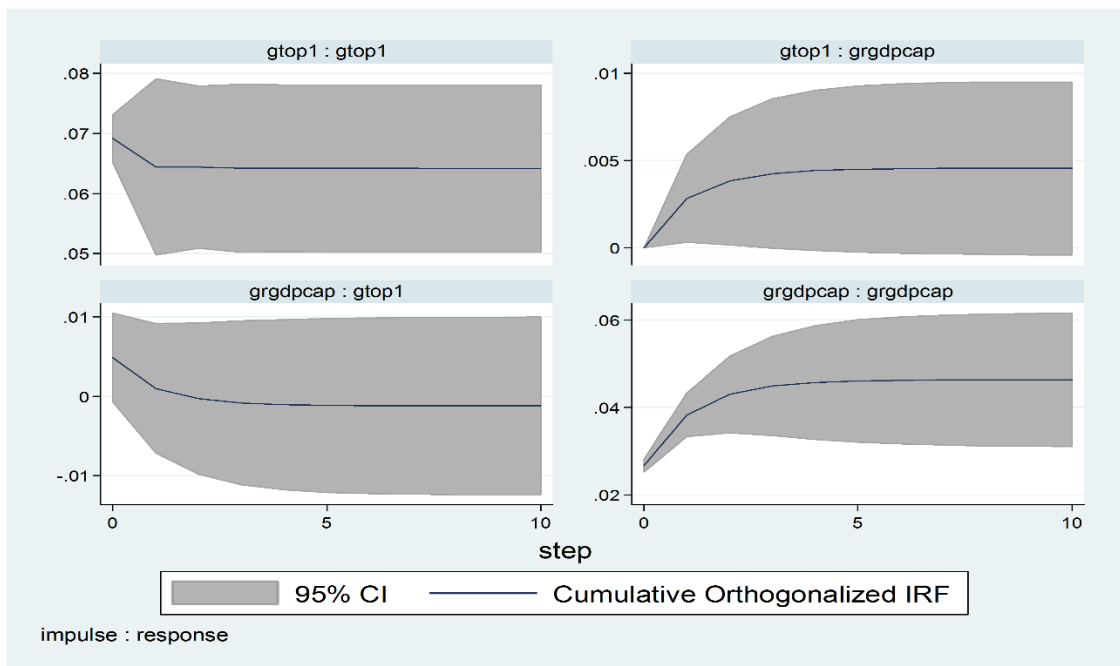 gtop1 : gtop1
.08
.07
.06
.05
gtop1 : grgdpcap
.01
.005
0
grgdpcap : gtop1
.01
0
-.01
0
5
10
grgdpcap : grgdpcap
.06
.04
.02
0
5
10
step
95% CI
Cumulative Orthogonalized IRF
impulse : response